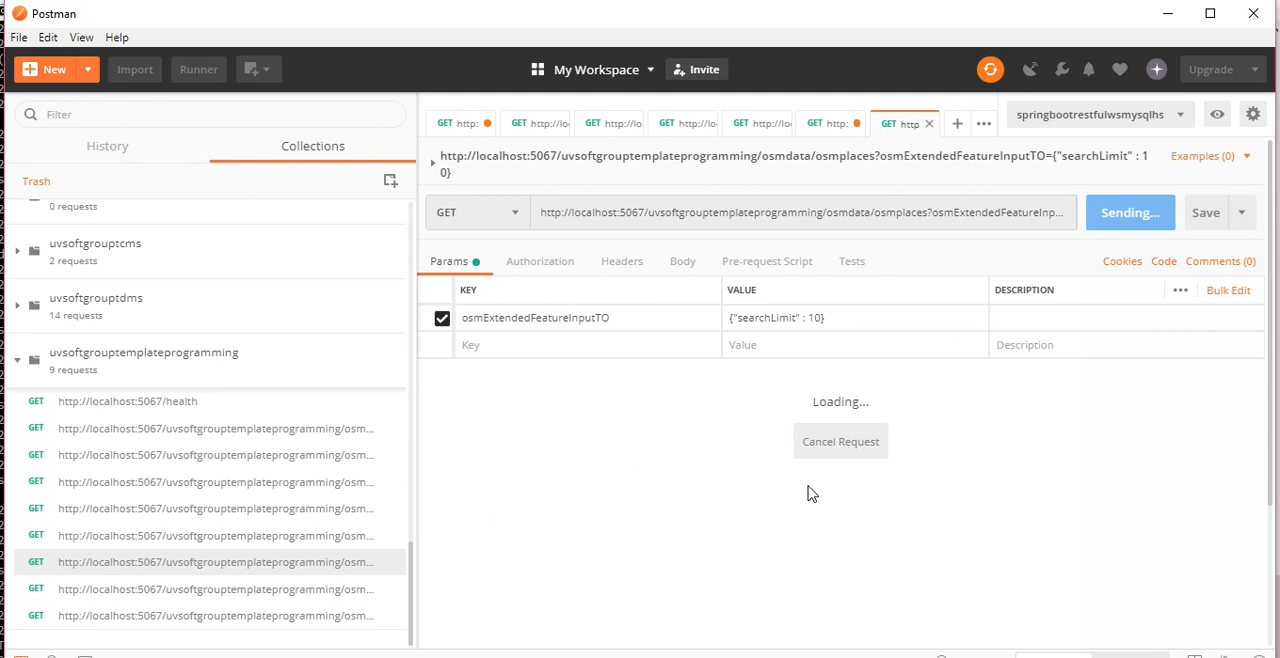 Postman
File Edit View Help
New Import Runner My Workspace Invite Upgrade
Filter
History Collections
Trash
0 requests
uvsoftgrouptcms
2 requests
uvsoftgrouptdms
14 requests
uvsoftgrouptemplateprogramming
9 requests
GET http://localhost:5067/health
GET http://localhost:5067/uvsoftgrouptemplateprogramming/osm...
GET http://localhost:5067/uvsoftgrouptemplateprogramming/osm...
GET http://localhost:5067/uvsoftgrouptemplateprogramming/osm...
GET http://localhost:5067/uvsoftgrouptemplateprogramming/osm...
GET http://localhost:5067/uvsoftgrouptemplateprogramming/osm...
GET http://localhost:5067/uvsoftgrouptemplateprogramming/osm...
GET http://localhost:5067/uvsoftgrouptemplateprogramming/osm...
GET http://localhost:5067/uvsoftgrouptemplateprogramming/osm...
GET http: GET http://lo GET http://lo GET http://lo GET http://lo GET http: GET http springbootrestfulwsmysqlhs
http://localhost:5067/uvsoftgrouptemplateprogramming/osmdata/osmplaces?osmExtendedFeatureInputTO={"searchLimit" : 1
0}
Examples (0)
GET http://localhost:5067/uvsoftgrouptemplateprogramming/osmdata/osmplaces?osmExtendedFeatureInp... Sending... Save
Params Authorization Headers Body Pre-request Script Tests Cookies Code Comments (0)
KEY VALUE DESCRIPTION ••• Bulk Edit
osmExtendedFeatureInputTO {"searchLimit" : 10}
Key Value Description
Loading...
Cancel Request